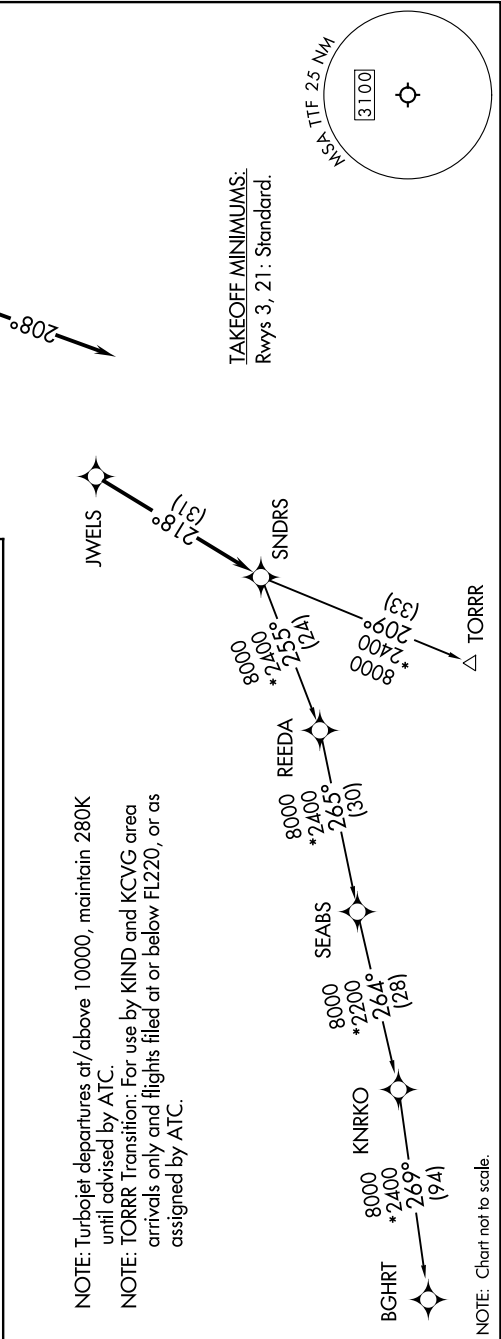 208°
MSA TTF 25 NM
3100
TAKEOFF MINIMUMS:
Rwys 3, 21: Standard.
JWELS
218°
(31)
SNDRS
8000
*2400
209°
(33)
TORRR
8000
*2400
255°
(24)
REEDA
8000
*2400
265°
(30)
SEABS
8000
*2200
264°
(28)
KNRKO
8000
*2400
269°
(94)
BGHRT
NOTE: Turbojet departures at/above 10000, maintain 280K
until advised by ATC.
NOTE: TORRR Transition: For use by KIND and KCVG area
arrivals only and flights filed at or below FL220, or as
assigned by ATC.
NOTE: Chart not to scale.